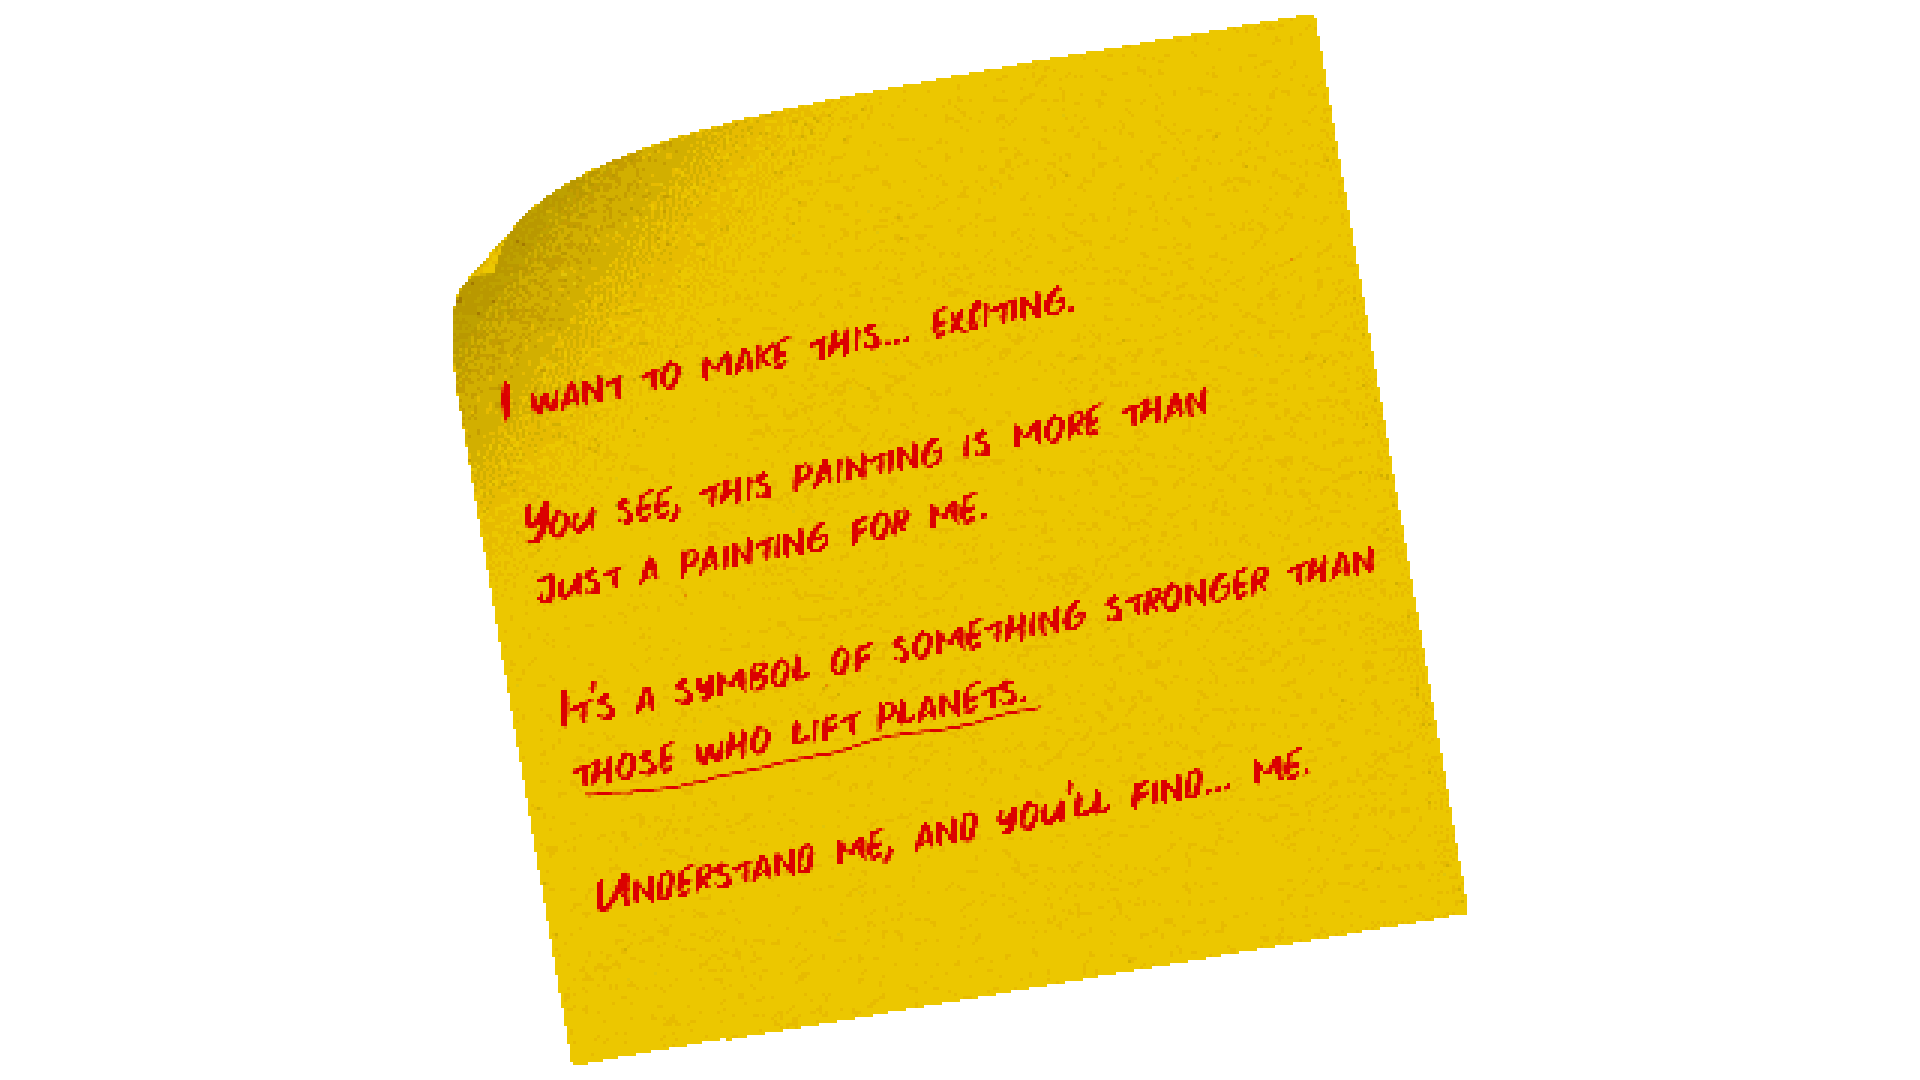 I want to make this... exciting.
You see, this painting is more than
just a painting for me.
It's a symbol of something stronger than
those who lift planets.
Understand me, and you'll find... me.